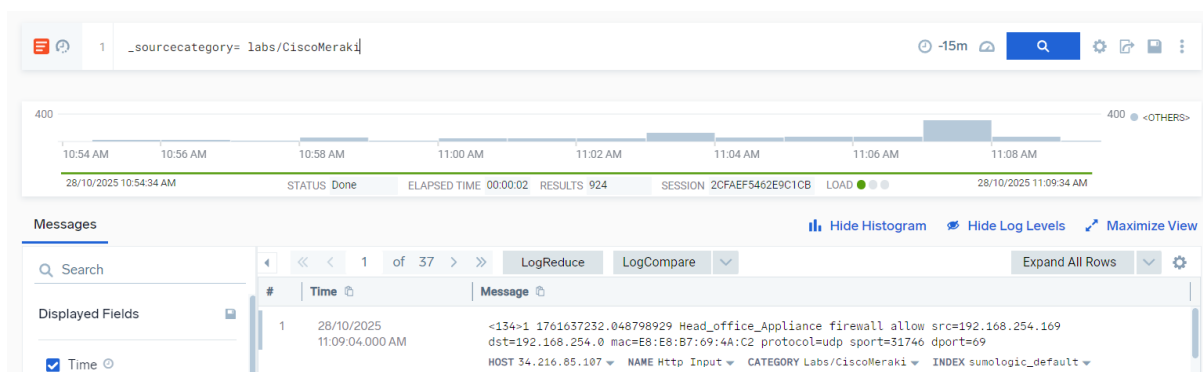 1 _sourcecategory= labs/CiscoMeraki
-15m
400
400 <OTHERS>
10:54 AM 10:56 AM 10:58 AM 11:00 AM 11:02 AM 11:04 AM 11:06 AM 11:08 AM
28/10/2025 10:54:34 AM STATUS Done ELAPSED TIME 00:00:02 RESULTS 924 SESSION 2CFAEF5462E9C1CB LOAD 28/10/2025 11:09:34 AM
Messages
Hide Histogram Hide Log Levels Maximize View
Search
1 of 37 LogReduce LogCompare Expand All Rows
# Time Message
Displayed Fields
Time
1 28/10/2025 11:09:04.000 AM
<134>1 1761637232.048798929 Head_office_Appliance firewall allow src=192.168.254.169
dst=192.168.254.0 mac=E8:E8:B7:69:4A:C2 protocol=udp sport=31746 dport=69
HOST 34.216.85.107 NAME Http Input CATEGORY Labs/CiscoMeraki INDEX sumologic_default